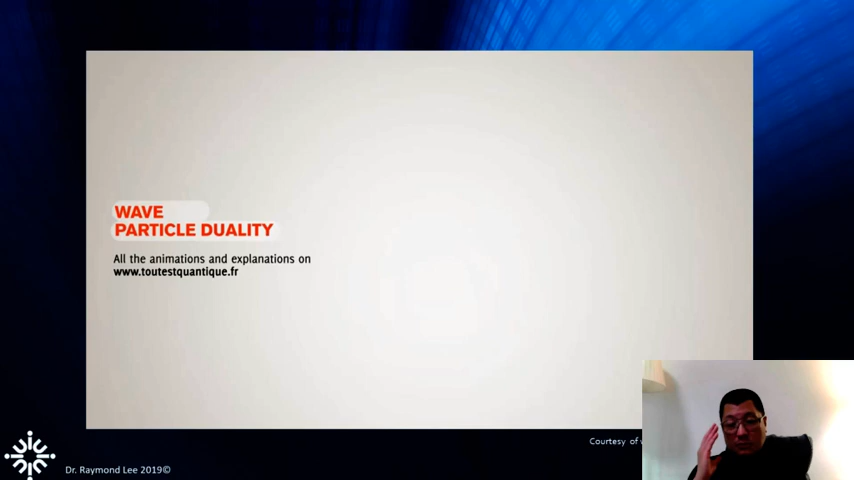 WAVE
PARTICLE DUALITY
All the animations and explanations on
www.toutestquantique.fr
Courtesy of
Dr. Raymond Lee 2019©